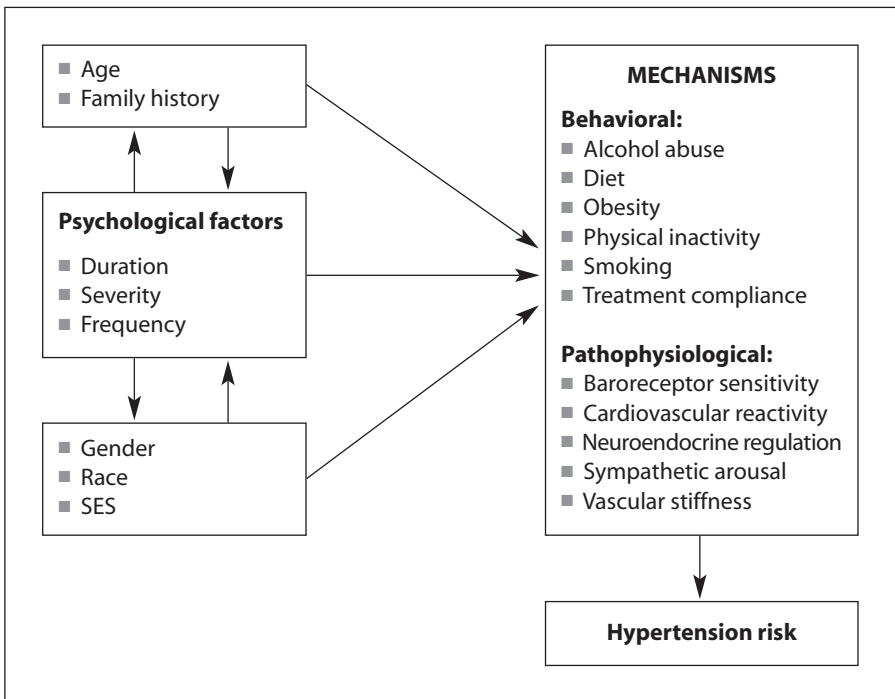 ■ Age
■ Family history
Psychological factors
■ Duration
■ Severity
■ Frequency
■ Gender
■ Race
■ SES
MECHANISMS
Behavioral:
■ Alcohol abuse
■ Diet
■ Obesity
■ Physical inactivity
■ Smoking
■ Treatment compliance
Pathophysiological:
■ Baroreceptor sensitivity
■ Cardiovascular reactivity
■ Neuroendocrine regulation
■ Sympathetic arousal
■ Vascular stiffness
Hypertension risk